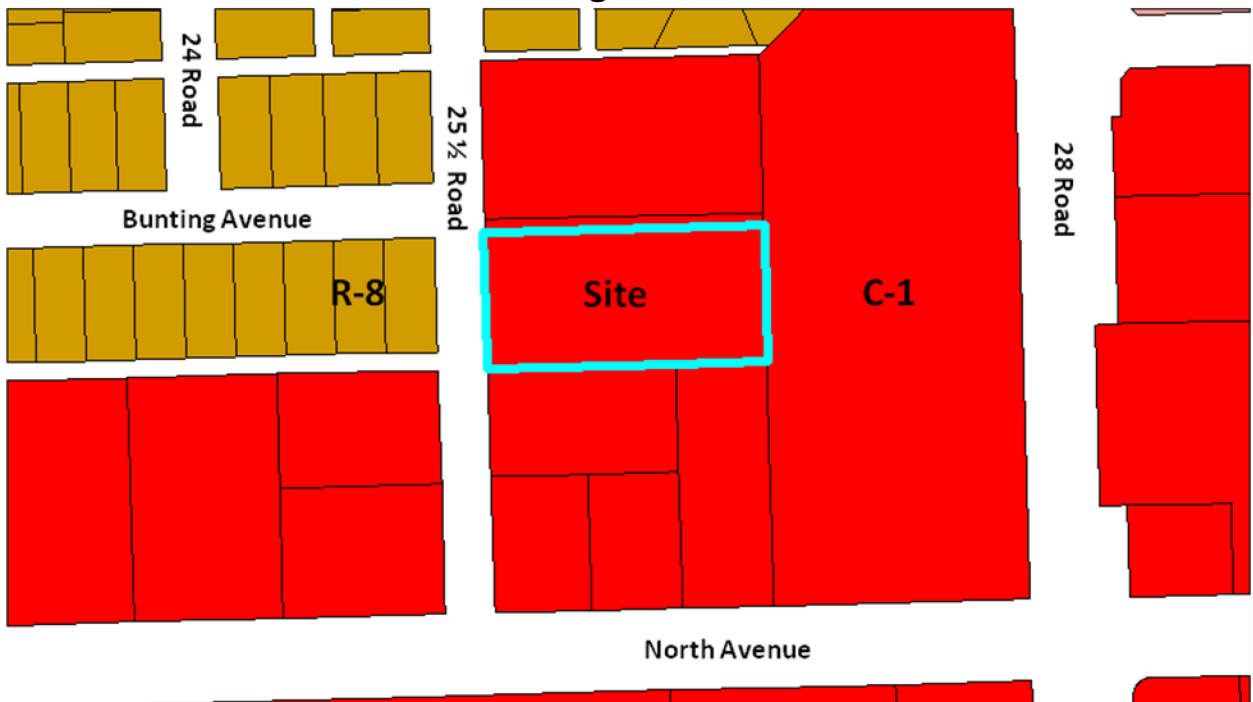 24 Road
25 ½ Road
28 Road
Bunting Avenue
R-8
Site
C-1
North Avenue